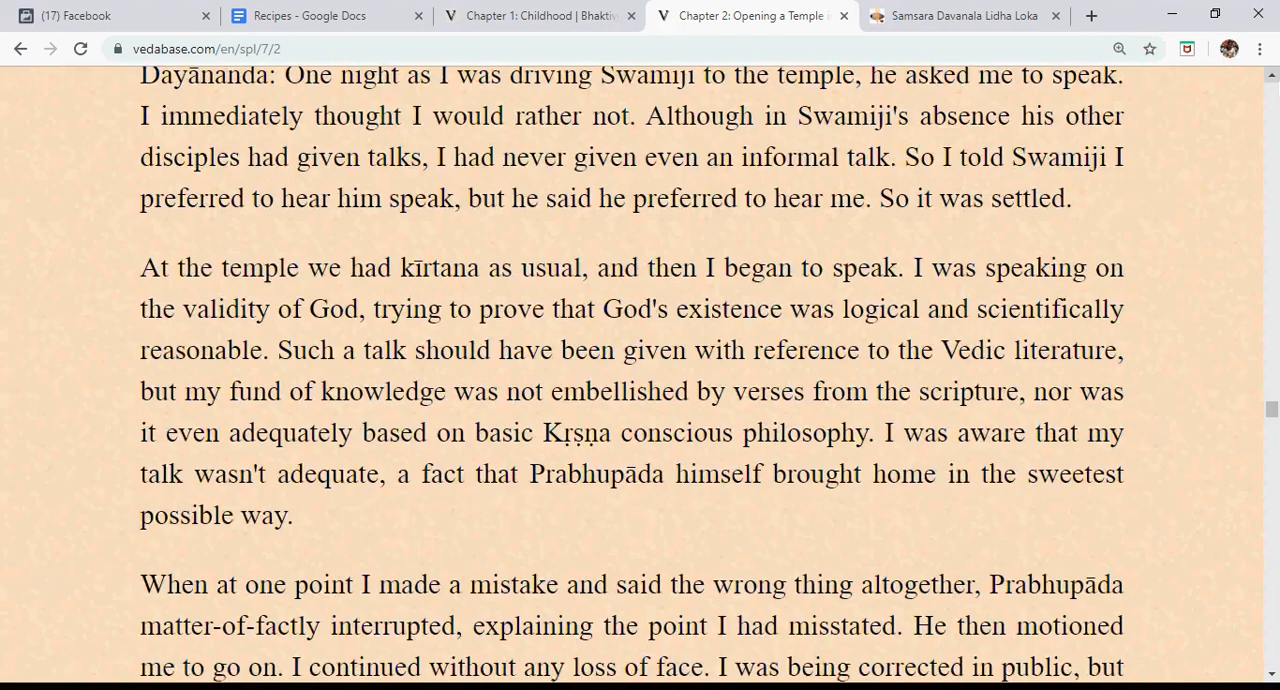 (17) Facebook
Recipes - Google Docs
Chapter 1: Childhood | Bhaktiv
Chapter 2: Opening a Temple i
Samsara Davanala Lidha Loka
vedabase.com/en/spl/7/2
Dayānanda: One night as I was driving Swamiji to the temple, he asked me to speak.
I immediately thought I would rather not. Although in Swamiji's absence his other
disciples had given talks, I had never given even an informal talk. So I told Swamiji I
preferred to hear him speak, but he said he preferred to hear me. So it was settled.
At the temple we had kīrtana as usual, and then I began to speak. I was speaking on
the validity of God, trying to prove that God's existence was logical and scientifically
reasonable. Such a talk should have been given with reference to the Vedic literature,
but my fund of knowledge was not embellished by verses from the scripture, nor was
it even adequately based on basic Kṛṣṇa conscious philosophy. I was aware that my
talk wasn't adequate, a fact that Prabhupāda himself brought home in the sweetest
possible way.
When at one point I made a mistake and said the wrong thing altogether, Prabhupāda
matter-of-factly interrupted, explaining the point I had misstated. He then motioned
me to go on. I continued without any loss of face. I was being corrected in public, but